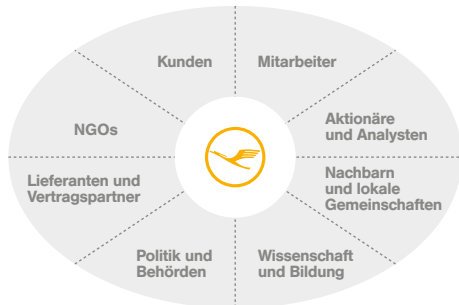 Kunden
Mitarbeiter
NGOs
Aktionäre
und Analysten
Lieferanten und
Vertragspartner
Nachbarn
und lokale
Gemeinschaften
Politik und
Behörden
Wissenschaft
und Bildung